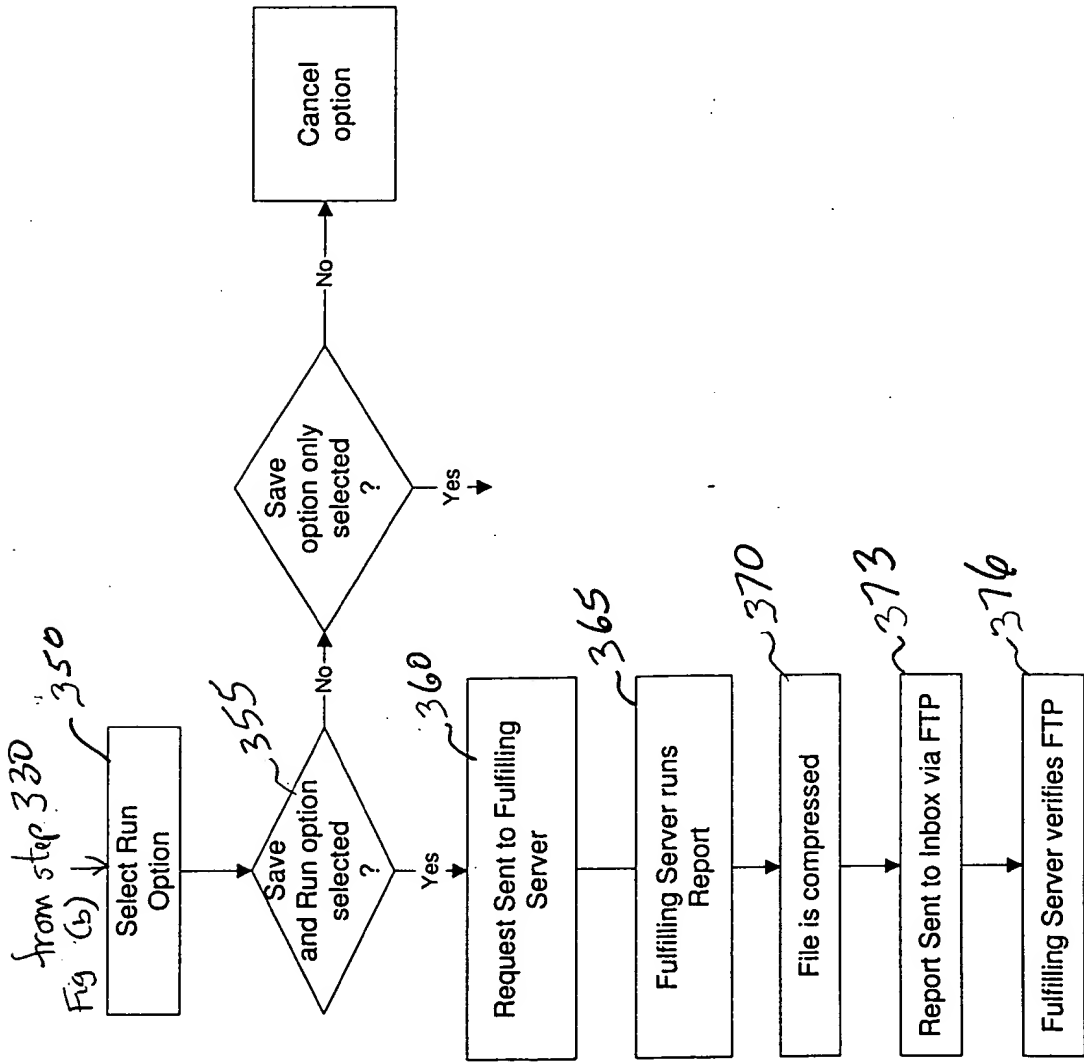 from step 330
Fig (b)
350
Select Run
Option
355
Save
and Run option
selected
?
No
Yes
Save
option only
selected
?
No
Yes
Cancel
option
360
Request Sent to Fulfilling
Server
365
Fulfilling Server runs
Report
370
File is compressed
373
Report Sent to Inbox via FTP
376
Fulfilling Server verifies FTP